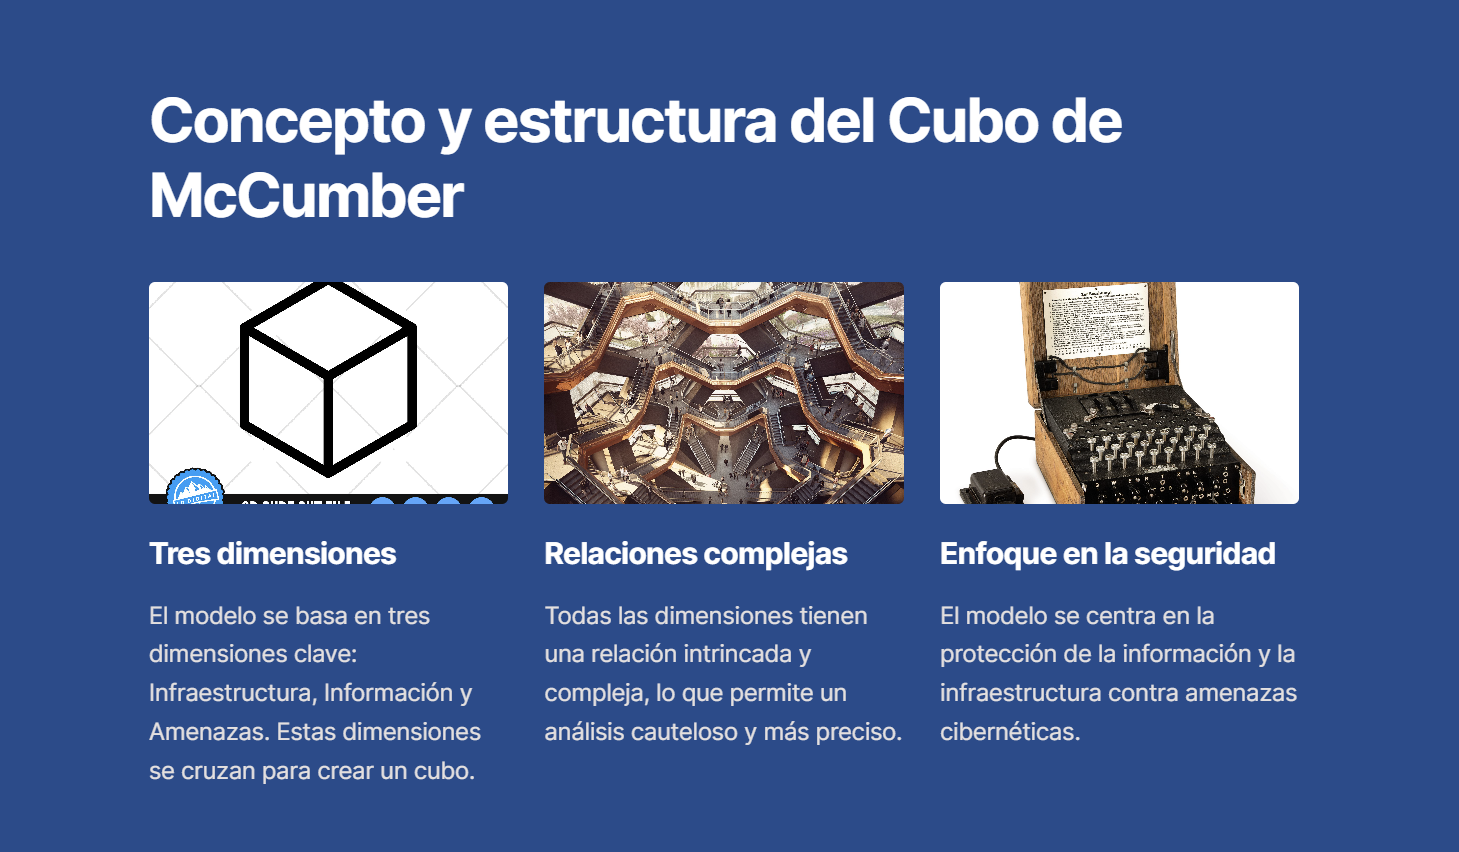 Concepto y estructura del Cubo de
McCumber
Tres dimensiones
El modelo se basa en tres
dimensiones clave:
Infraestructura, Información y
Amenazas. Estas dimensiones
se cruzan para crear un cubo.
Relaciones complejas
Todas las dimensiones tienen
una relación intrincada y
compleja, lo que permite un
análisis cauteloso y más preciso.
Enfoque en la seguridad
El modelo se centra en la
protección de la información y la
infraestructura contra amenazas
cibernéticas.